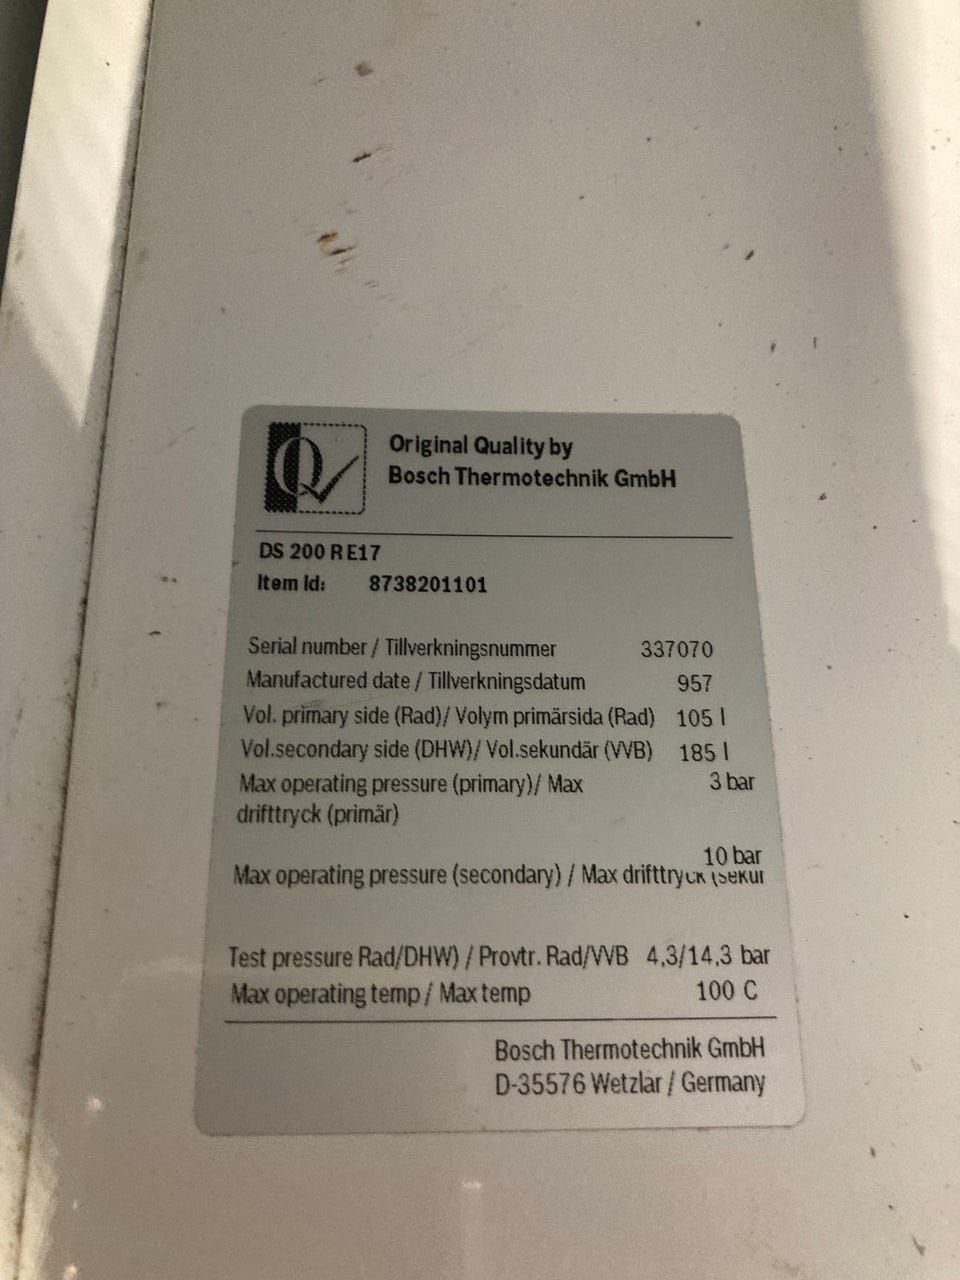 Original Quality by
Bosch Thermotechnik GmbH
DS 200 R E17
Item Id: 8738201101
Serial number / Tillverkningsnummer 337070
Manufactured date / Tillverkningsdatum 957
Vol. primary side (Rad)/ Volym primärsida (Rad) 105 l
Vol.secondary side (DHW)/ Vol.sekundär (VVB) 185 l
Max operating pressure (primary)/ Max 3 bar
drifttryck (primär)
10 bar
Max operating pressure (secondary) / Max drifttryck (sekun
Test pressure Rad/DHW) / Provtr. Rad/VVB 4,3/14,3 bar
Max operating temp / Max temp 100 C
Bosch Thermotechnik GmbH
D-35576 Wetzlar / Germany